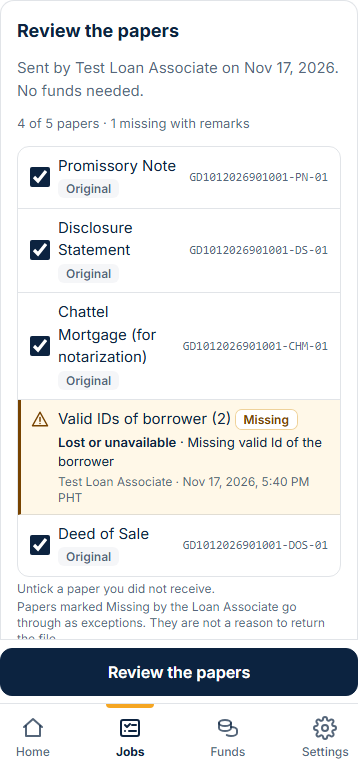 Review the papers
Sent by Test Loan Associate on Nov 17, 2026.
No funds needed.
4 of 5 papers · 1 missing with remarks
Promissory Note
Original
GD1012026901001-PN-01
Disclosure
Statement
Original
GD1012026901001-DS-01
Chattel
Mortgage (for
notarization)
Original
GD1012026901001-CHM-01
Valid IDs of borrower (2) Missing
Lost or unavailable · Missing valid Id of the
borrower
Test Loan Associate · Nov 17, 2026, 5:40 PM
PHT
Deed of Sale
Original
GD1012026901001-DOS-01
Untick a paper you did not receive.
Papers marked Missing by the Loan Associate go
through as exceptions. They are not a reason to return
the file.
Review the papers
Home
Jobs
Funds
Settings